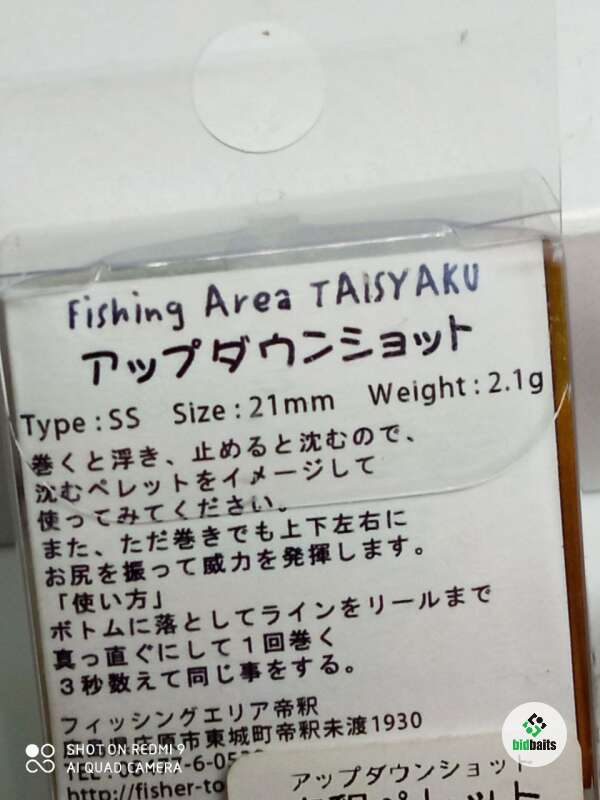 Fishing Area TAISYAKU
アップダウンショット
Type : SS Size : 21mm Weight : 2.1g
巻くと浮き、止めると沈むので、
沈むペレットをイメージして
使ってみてください。
また、ただ巻きでも上下左右に
お尻を振って威力を発揮します。
「使い方」
ボトムに落としてラインをリールまで
真っ直ぐにして1回巻く
3秒数えて同じ事をする。
フィッシングエリア帝釈
庄原市東城町帝釈未渡1930
http://fisher-to
アップダウンショット
SHOT ON REDMI 9
AI QUAD CAMERA
bidbaits